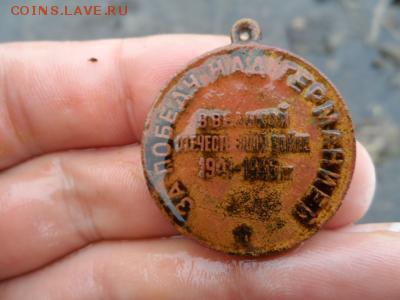 COINS.LAVE.RU
ЗА ПОБЕДУ НАД ГЕРМАНИЕЙ
В ВЕЛИКОЙ
ОТЕЧЕСТВЕННОЙ ВОЙНЕ
1941-1945 гг